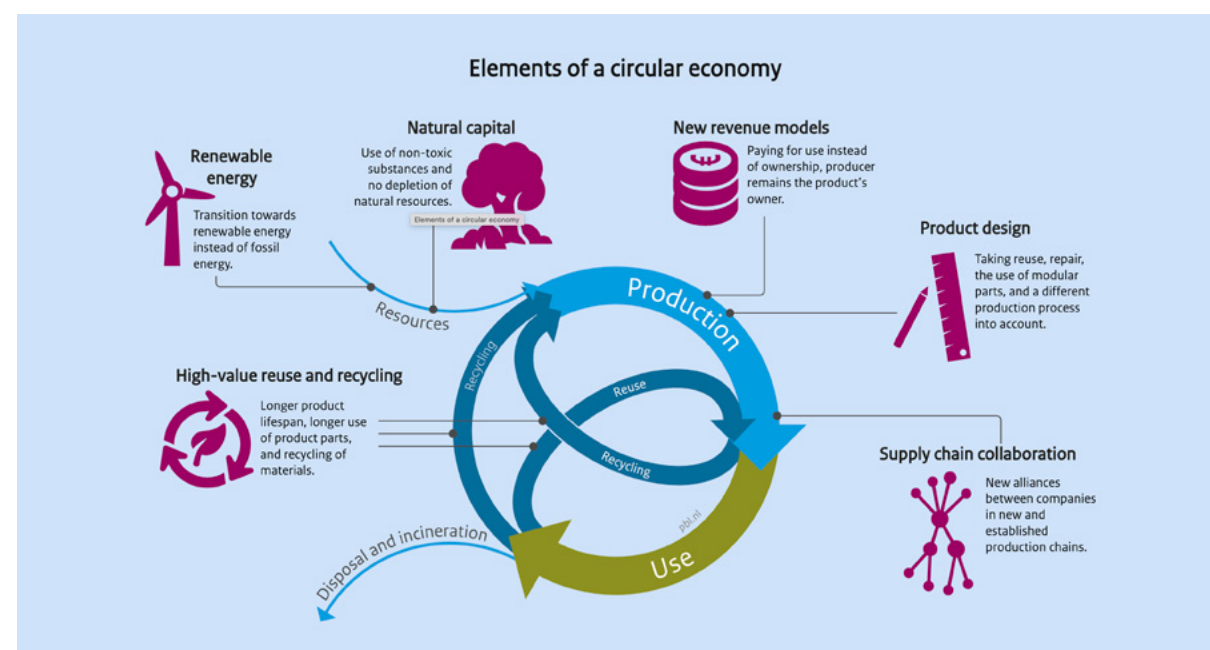 Elements of a circular economy
Natural capital
Use of non-toxic
substances and
no depletion of
natural resources.
Elements of a circular economy
New revenue models
Paying for use instead
of ownership, producer
remains the product's
owner.
Renewable
energy
Transition towards
renewable energy
instead of fossil
energy.
Product design
Taking reuse, repair,
the use of modular
parts, and a different
production process
into account.
Resources
Production
Recycling
Reuse
Recycling
High-value reuse and recycling
Longer product
lifespan, longer use
of product parts,
and recycling of
materials.
Supply chain collaboration
New alliances
between companies
in new and
established
production chains.
pbl.nl
Use
Disposal and incineration